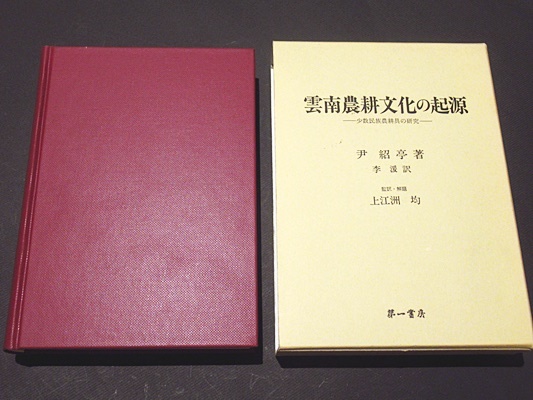 雲南農耕文化の起源
―少数民族農耕具の研究―
尹紹亭著
李湲訳
監訳・解題
上江洲 均
第一書房